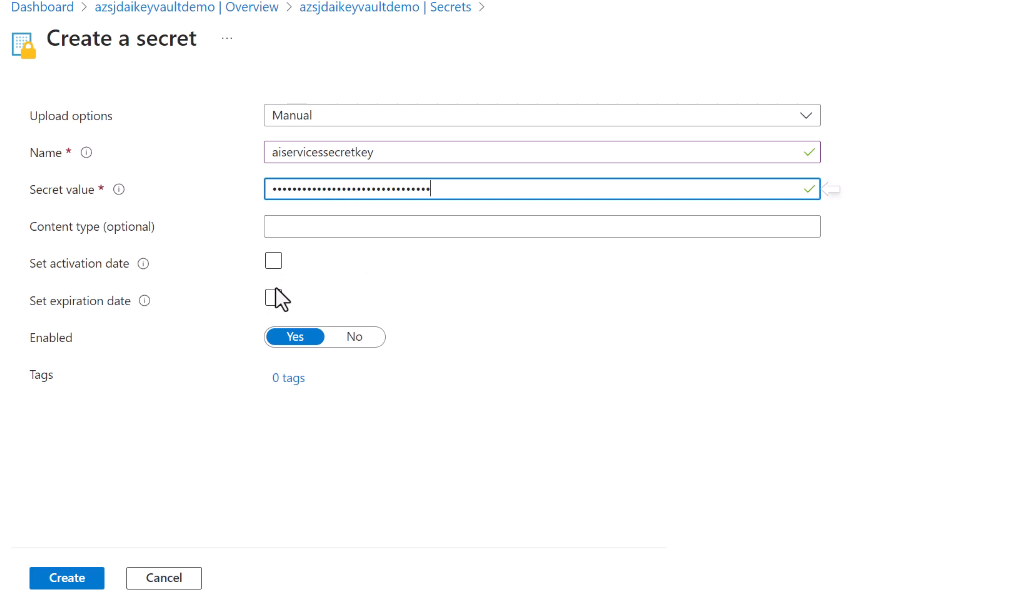 Dashboard > azsjdaikeyvaultdemo | Overview > azsjdaikeyvaultdemo | Secrets >
Create a secret ...
Upload options Manual
Name * aiservicessecretkey
Secret value * ••••••••••••••••••••••••••••••••
Content type (optional)
Set activation date
Set expiration date
Enabled Yes No
Tags 0 tags
Create Cancel